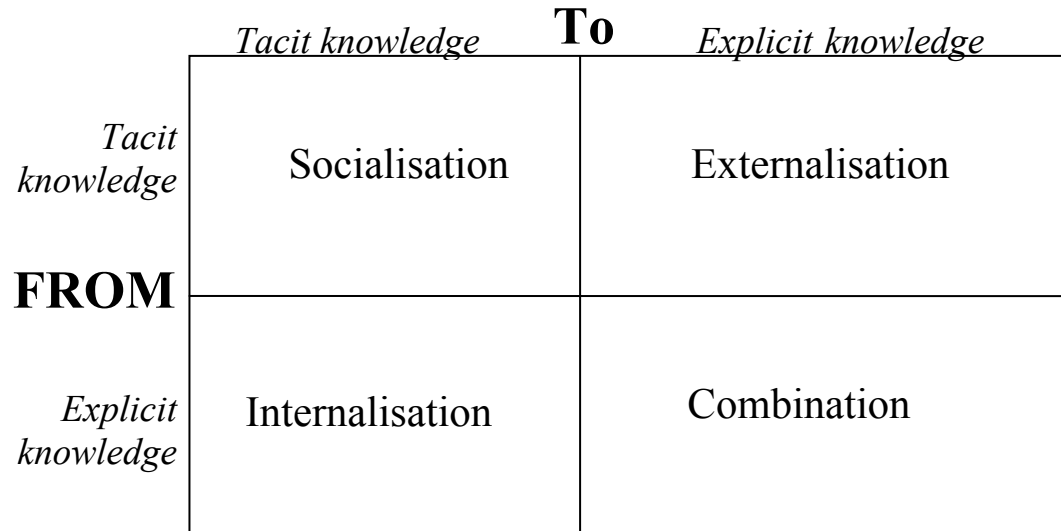 Tacit knowledge To Explicit knowledge
Tacit
knowledge
Socialisation Externalisation
FROM
Explicit
knowledge
Internalisation Combination